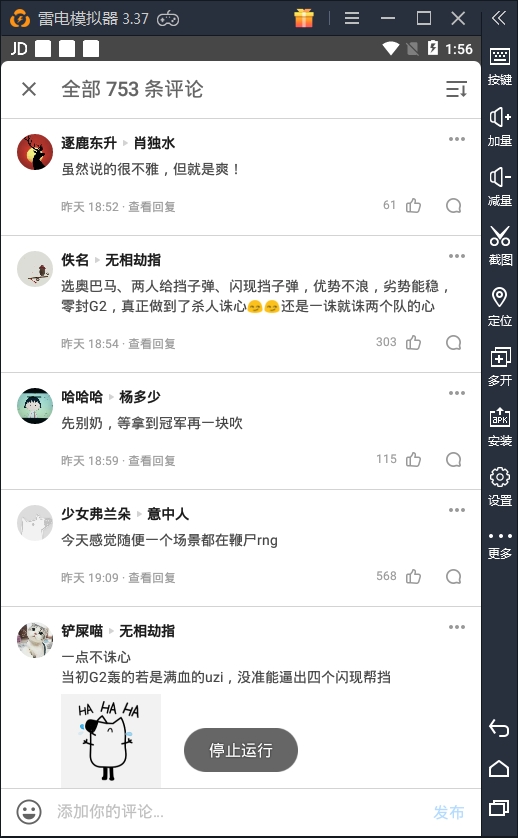 雷电模拟器 3.37
JD
1:56
全部 753 条评论
逐鹿东升 肖独水
虽然说的很不雅，但就是爽！
昨天 18:52 · 查看回复
61
佚名 无相劫指
选奥巴马、两人给挡子弹、闪现挡子弹，优势不浪，劣势能稳，
零封G2，真正做到了杀人诛心😏😏还是一诛就诛两个队的心
昨天 18:54 · 查看回复
303
哈哈哈 杨多少
先别奶，等拿到冠军再一块吹
昨天 18:59 · 查看回复
115
少女弗兰朵 意中人
今天感觉随便一个场景都在鞭尸rng
昨天 19:09 · 查看回复
568
铲屎喵 无相劫指
一点不诛心
当初G2轰的若是满血的uzi，没准能逼出四个闪现帮挡
HA HA HA
停止运行
添加你的评论...
发布
按键
加量
减量
截图
定位
多开
APK
安装
设置
更多